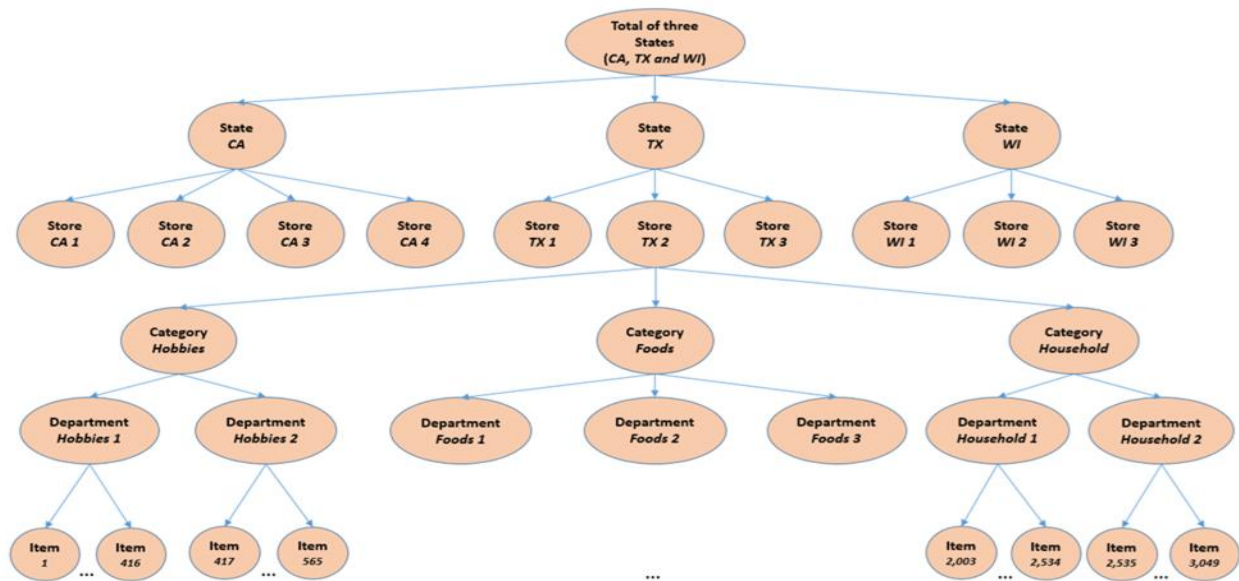 Total of three
States
(CA, TX and WI)
State
CA
State
TX
State
WI
Store
CA 1
Store
CA 2
Store
CA 3
Store
CA 4
Store
TX 1
Store
TX 2
Store
TX 3
Store
WI 1
Store
WI 2
Store
WI 3
Category
Hobbies
Category
Foods
Category
Household
Department
Hobbies 1
Department
Hobbies 2
Department
Foods 1
Department
Foods 2
Department
Foods 3
Department
Household 1
Department
Household 2
Item
1
...
Item
416
Item
417
...
Item
565
...
Item
2,003
...
Item
2,534
Item
2,535
...
Item
3,049